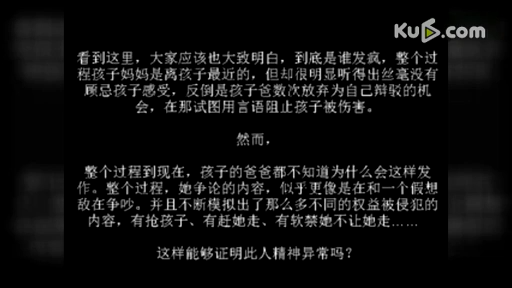 Ku6.com
看到这里，大家应该也大致明白，到底是谁发疯，整个过
程孩子妈妈是离孩子最近的，但却很明显听得出丝毫没有
顾忌孩子感受，反倒是孩子爸数次放弃为自己辩驳的机
会，在那试图用言语阻止孩子被伤害。
然而，
整个过程到现在，孩子的爸爸都不知道为什么会这样发
作。整个过程，她争论的内容，似乎更像是在和一个假想
敌在争吵。并且不断模拟出了那么多不同的权益被侵犯的
内容，有抢孩子、有赶她走、有软禁她不让她走……
这样能够证明此人精神异常吗？